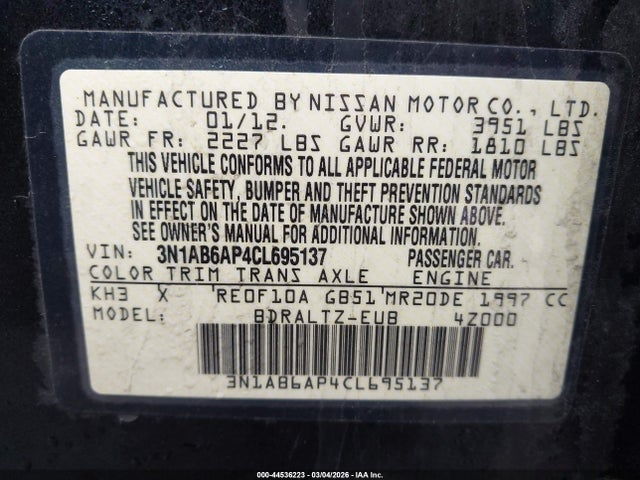 MANUFACTURED BY NISSAN MOTOR CO., LTD.
DATE: 01/12. GVWR: 3951 LBS
GAWR FR: 2227 LBS GAWR RR: 1810 LBS
THIS VEHICLE CONFORMS TO ALL APPLICABLE FEDERAL MOTOR
VEHICLE SAFETY, BUMPER AND THEFT PREVENTION STANDARDS
IN EFFECT ON THE DATE OF MANUFACTURE SHOWN ABOVE.
SEE OWNER'S MANUAL FOR ADDITIONAL INFORMATION.
VIN: 3N1AB6AP4CL695137 PASSENGER CAR.
COLOR TRIM TRANS AXLE ENGINE
KH3 X RE0F10A GB51 MR20DE 1997 CC
MODEL: BDRALTZ-EUB 4Z000
3N1AB6AP4CL695137
000-44536223 - 03/04/2026 - IAA Inc.